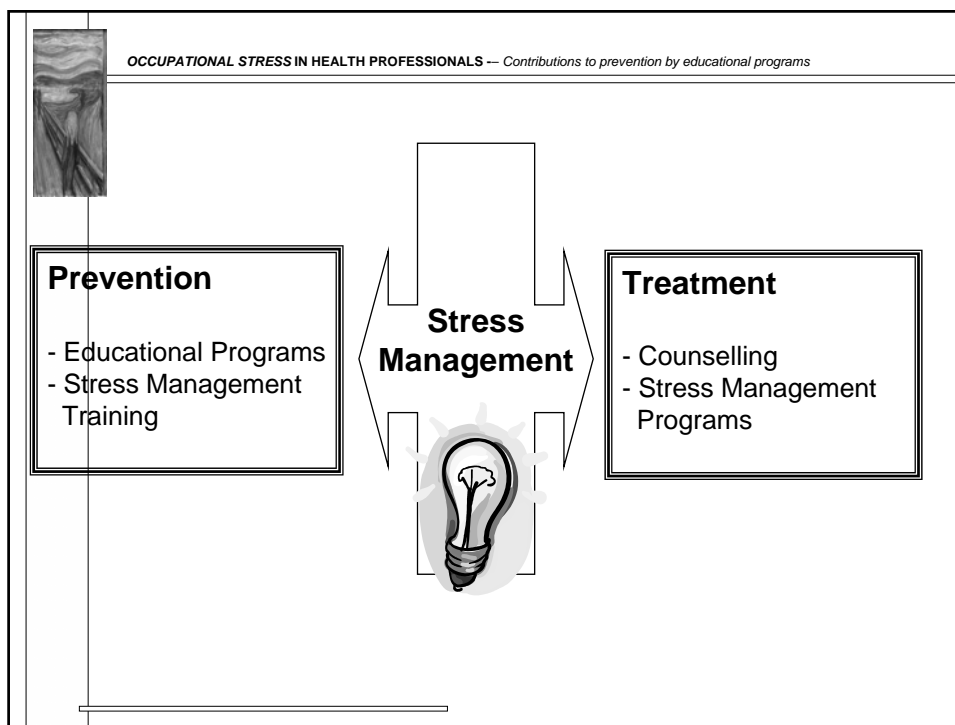 OCCUPATIONAL STRESS IN HEALTH PROFESSIONALS -– Contributions to prevention by educational programs
Prevention
- Educational Programs
- Stress Management
Training
Stress
Management
Treatment
- Counselling
- Stress Management
Programs